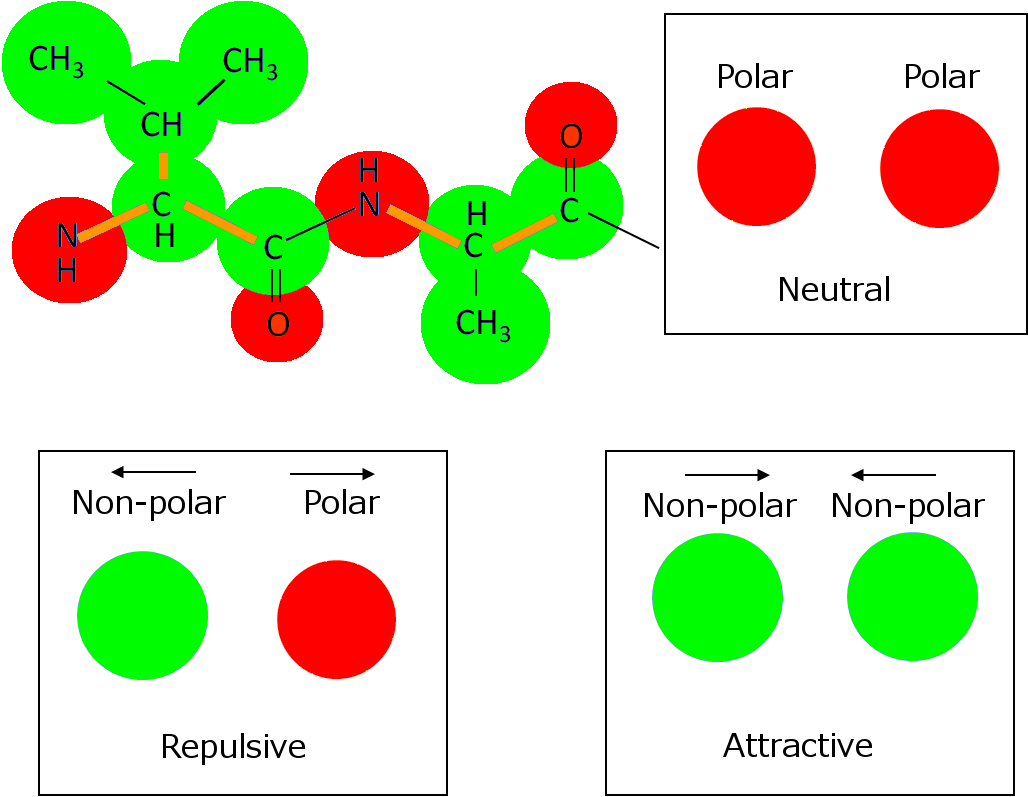 CH₃
CH₃
CH
N
H
C
H
C
O
H
N
H
C
CH₃
O
C
Polar Polar
Neutral
Non-polar Polar
Repulsive
Non-polar Non-polar
Attractive